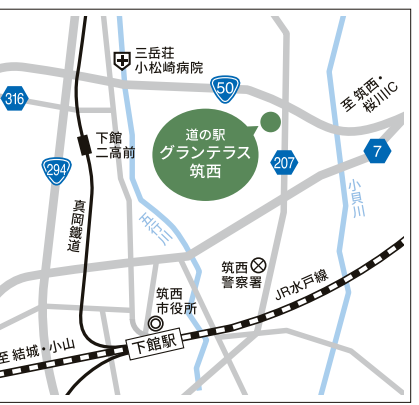 三岳荘
小松崎病院
50
316
至 筑西・
桜川IC
下館
二高前
道の駅
グランテラス
筑西
294
207
7
真岡鐵道
五行川
小貝川
筑西
警察署
筑西
市役所
JR水戸線
下館駅
至 結城・小山